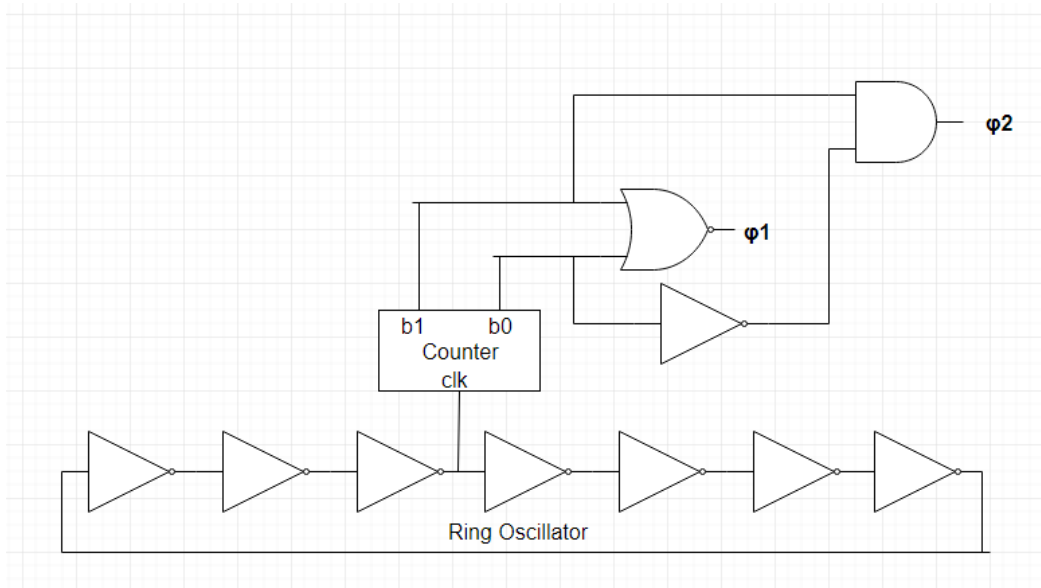 φ2
φ1
b1 b0
Counter
clk
Ring Oscillator